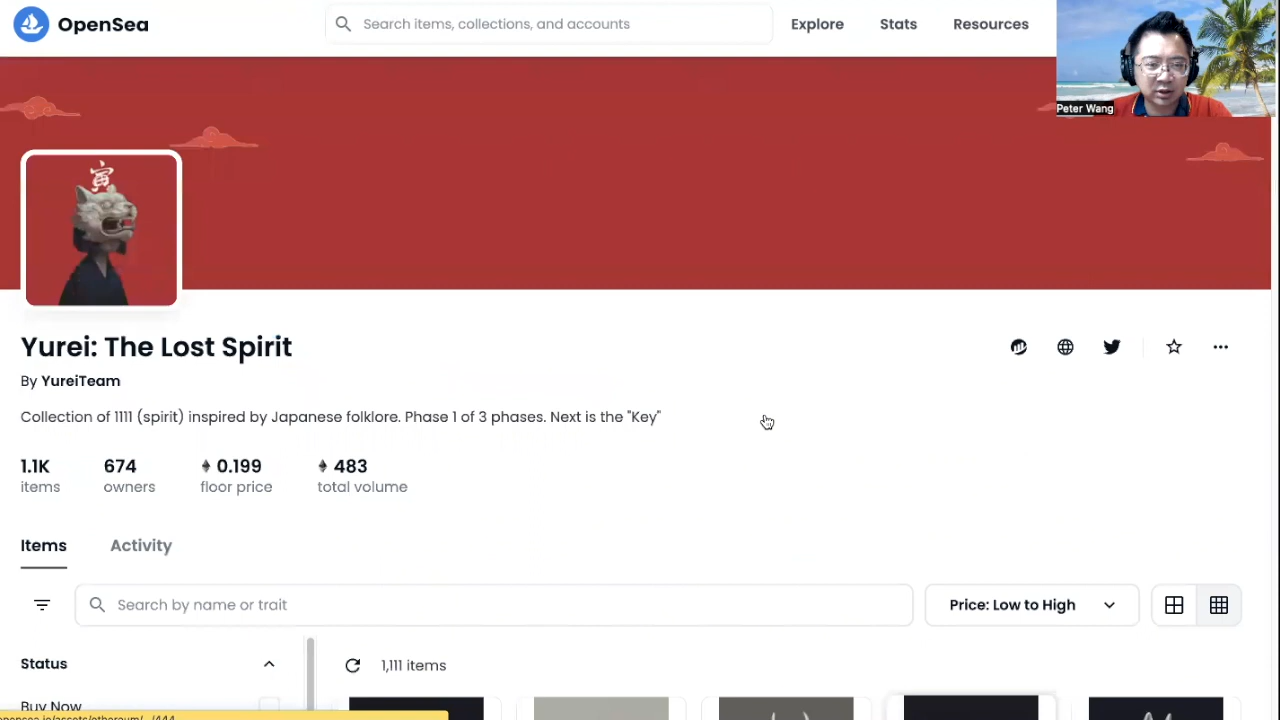 OpenSea
Search items, collections, and accounts
Explore
Stats
Resources
Peter Wang
寅
Yurei: The Lost Spirit
By YureiTeam
Collection of 1111 (spirit) inspired by Japanese folklore. Phase 1 of 3 phases. Next is the "Key"
1.1K
items
674
owners
0.199
floor price
483
total volume
Items
Activity
Search by name or trait
Price: Low to High
Status
1,111 items
Buy Now